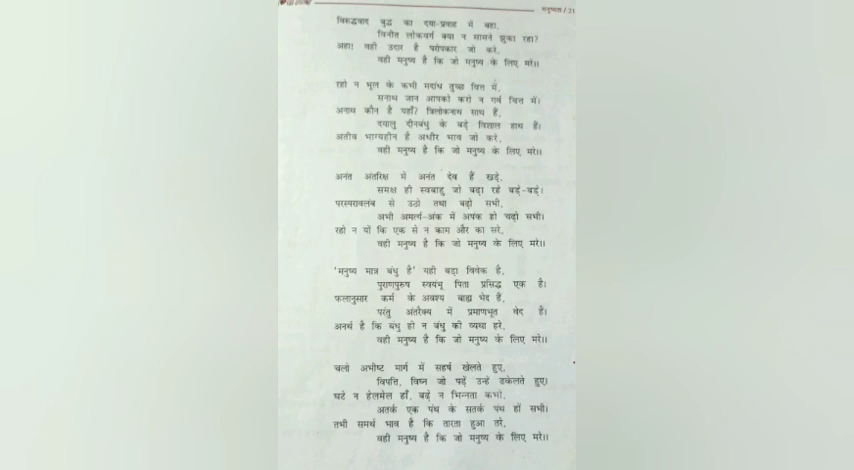 मनुष्यता / 21
विरुद्धवाद बुद्ध का दया-प्रवाह में बहा,
विनीत लोकवर्ग क्या न सामने झुका रहा?
अहा! वही उदार है परोपकार जो करे,
वही मनुष्य है कि जो मनुष्य के लिए मरे॥
रहो न भूल के कभी मदांध तुच्छ वित्त में,
सनाथ जान आपको करो न गर्व चित्त में।
अनाथ कौन है यहाँ? त्रिलोकनाथ साथ हैं,
दयालु दीनबंधु के बड़े विशाल हाथ हैं।
अतीव भाग्यहीन है अधीर भाव जो करे,
वही मनुष्य है कि जो मनुष्य के लिए मरे॥
अनंत अंतरिक्ष में अनंत देव हैं खड़े,
समक्ष ही स्वबाहु जो बढ़ा रहे बड़े-बड़े।
परस्परावलंब से उठो तथा बढ़ो सभी,
अभी अमर्त्य-अंक में अपंक हो चढ़ो सभी।
रहो न यों कि एक से न काम और का सरे,
वही मनुष्य है कि जो मनुष्य के लिए मरे॥
'मनुष्य मात्र बंधु है' यही बड़ा विवेक है,
पुराणपुरुष स्वयंभू पिता प्रसिद्ध एक है।
फलानुसार कर्म के अवश्य बाह्य भेद हैं,
परंतु अंतरैक्य में प्रमाणभूत वेद हैं।
अनर्थ है कि बंधु ही न बंधु की व्यथा हरे,
वही मनुष्य है कि जो मनुष्य के लिए मरे॥
चलो अभीष्ट मार्ग में सहर्ष खेलते हुए,
विपत्ति, विघ्न जो पड़ें उन्हें ढकेलते हुए।
घटे न हेलमेल हाँ, बढ़े न भिन्नता कभी,
अतर्क एक पंथ के सतर्क पंथ हों सभी।
तभी समर्थ भाव है कि तारता हुआ तरे,
वही मनुष्य है कि जो मनुष्य के लिए मरे॥